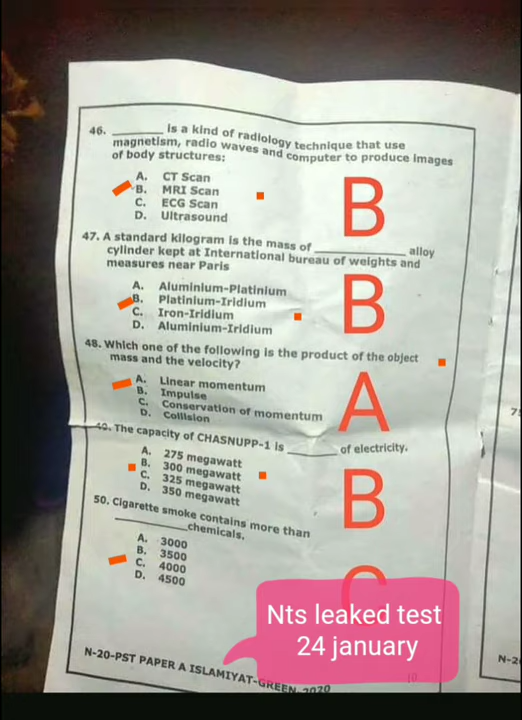 46. ________ is a kind of radiology technique that use
magnetism, radio waves and computer to produce images
of body structures:
A. CT Scan
B. MRI Scan
C. ECG Scan
D. Ultrasound
B
47. A standard kilogram is the mass of ____________ alloy
cylinder kept at International bureau of weights and
measures near Paris
A. Aluminium-Platinium
B. Platinium-Iridium
C. Iron-Iridium
D. Aluminium-Iridium
B
48. Which one of the following is the product of the object
mass and the velocity?
A. Linear momentum
B. Impulse
C. Conservation of momentum
D. Collision
A
49. The capacity of CHASNUPP-1 is ________ of electricity.
A. 275 megawatt
B. 300 megawatt
C. 325 megawatt
D. 350 megawatt
B
50. Cigarette smoke contains more than
____________chemicals.
A. 3000
B. 3500
C. 4000
D. 4500
C
Nts leaked test
24 january
N-20-PST PAPER A ISLAMIYAT-GREEN-2020
10
N-2